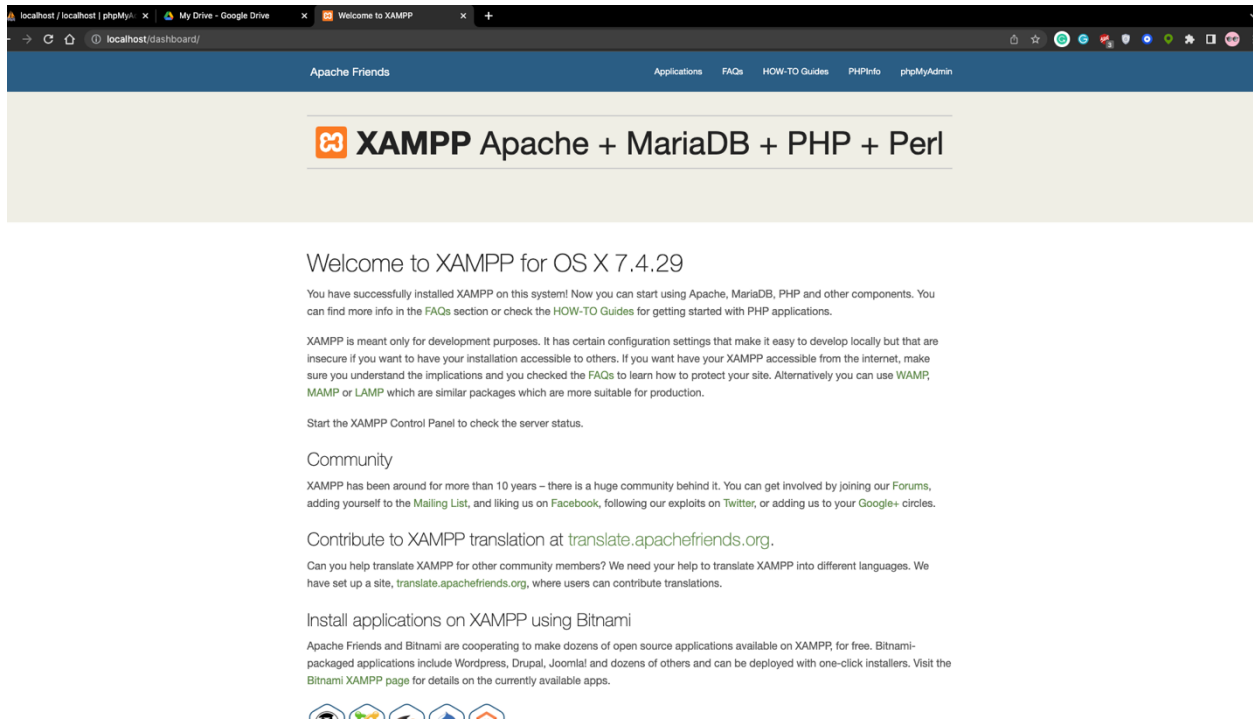 localhost / localhost | phpMyA
My Drive - Google Drive
Welcome to XAMPP
localhost/dashboard/
Apache Friends
Applications FAQs HOW-TO Guides PHPInfo phpMyAdmin
XAMPP Apache + MariaDB + PHP + Perl
Welcome to XAMPP for OS X 7.4.29
You have successfully installed XAMPP on this system! Now you can start using Apache, MariaDB, PHP and other components. You
can find more info in the FAQs section or check the HOW-TO Guides for getting started with PHP applications.
XAMPP is meant only for development purposes. It has certain configuration settings that make it easy to develop locally but that are
insecure if you want to have your installation accessible to others. If you want have your XAMPP accessible from the internet, make
sure you understand the implications and you checked the FAQs to learn how to protect your site. Alternatively you can use WAMP,
MAMP or LAMP which are similar packages which are more suitable for production.
Start the XAMPP Control Panel to check the server status.
Community
XAMPP has been around for more than 10 years – there is a huge community behind it. You can get involved by joining our Forums,
adding yourself to the Mailing List, and liking us on Facebook, following our exploits on Twitter, or adding us to your Google+ circles.
Contribute to XAMPP translation at translate.apachefriends.org.
Can you help translate XAMPP for other community members? We need your help to translate XAMPP into different languages. We
have set up a site, translate.apachefriends.org, where users can contribute translations.
Install applications on XAMPP using Bitnami
Apache Friends and Bitnami are cooperating to make dozens of open source applications available on XAMPP, for free. Bitnami-
packaged applications include Wordpress, Drupal, Joomla! and dozens of others and can be deployed with one-click installers. Visit the
Bitnami XAMPP page for details on the currently available apps.